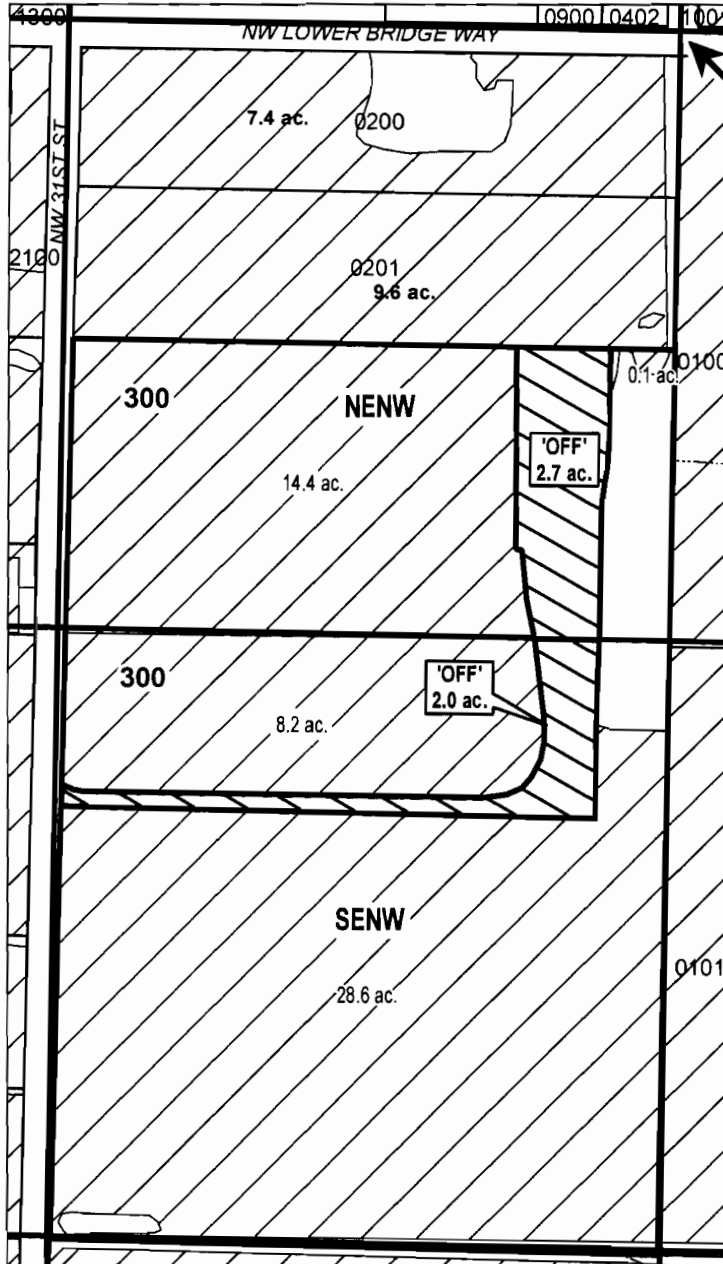 1300
0900
0402
100
NW LOWER BRIDGE WAY
7.4 ac.
0200
NW 31ST ST
2100
0201
9.6 ac.
0100
0.1 ac.
300
NENW
'OFF'
2.7 ac.
14.4 ac.
300
'OFF'
2.0 ac.
8.2 ac.
SENW
0101
28.6 ac.